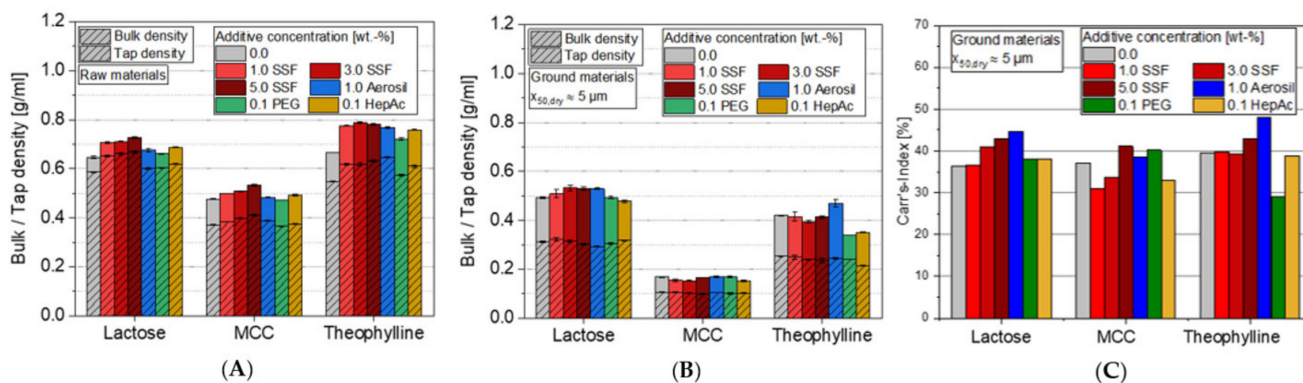 Bulk / Tap density [g/ml]
1.2
1.0
0.8
0.6
0.4
0.2
0.0
Bulk density
Tap density
Raw materials
Additive concentration [wt.-%]
0.0
1.0 SSF
3.0 SSF
5.0 SSF
1.0 Aerosil
0.1 PEG
0.1 HepAc
Lactose
MCC
Theophylline
(A)
Bulk / Tap density [g/ml]
1.2
1.0
0.8
0.6
0.4
0.2
0.0
Bulk density
Tap density
Ground materials
x50,dry ≈ 5 µm
Additive concentration [wt.-%]
0.0
1.0 SSF
3.0 SSF
5.0 SSF
1.0 Aerosil
0.1 PEG
0.1 HepAc
Lactose
MCC
Theophylline
(B)
Carr's-Index [%]
70
60
50
40
30
20
10
0
Ground materials
x50,dry ≈ 5 µm
Additive concentration [wt-%]
0.0
1.0 SSF
3.0 SSF
5.0 SSF
1.0 Aerosil
0.1 PEG
0.1 HepAc
Lactose
MCC
Theophylline
(C)